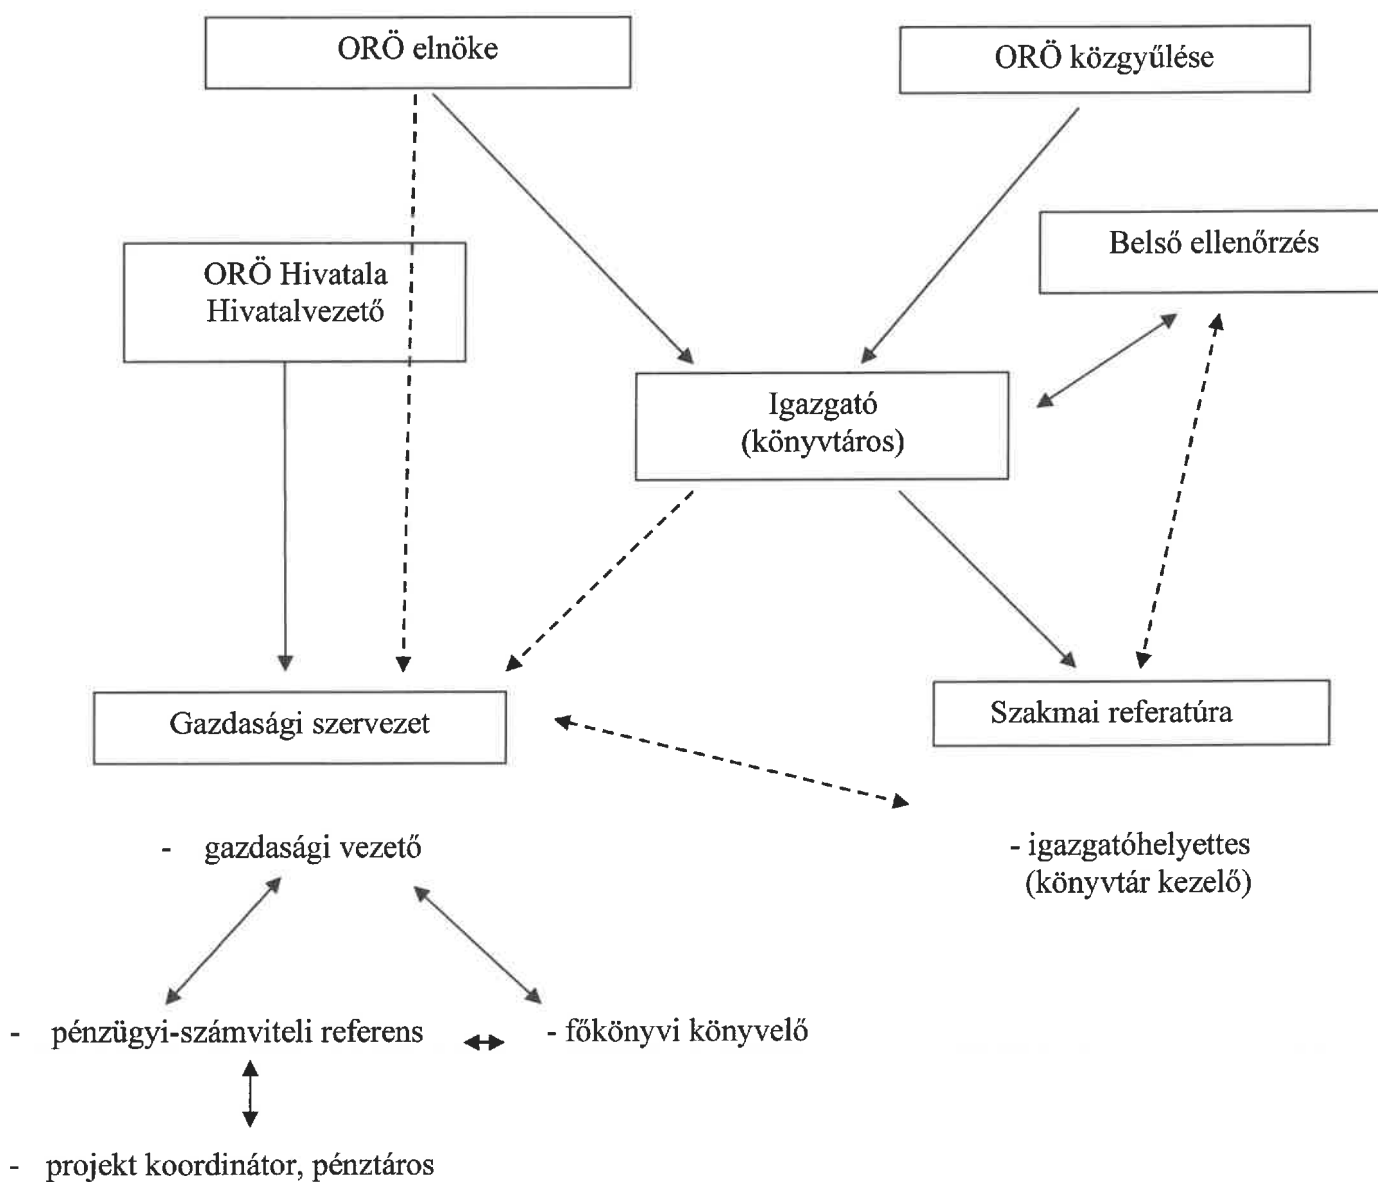 ORÖ elnöke
ORÖ közgyűlése
Belső ellenőrzés
ORÖ Hivatala
Hivatalvezető
Igazgató
(könyvtáros)
Gazdasági szervezet
Szakmai referatúra
- gazdasági vezető
- igazgatóhelyettes
(könyvtár kezelő)
- pénzügyi-számviteli referens
- főkönyvi könyvelő
- projekt koordinátor, pénztáros